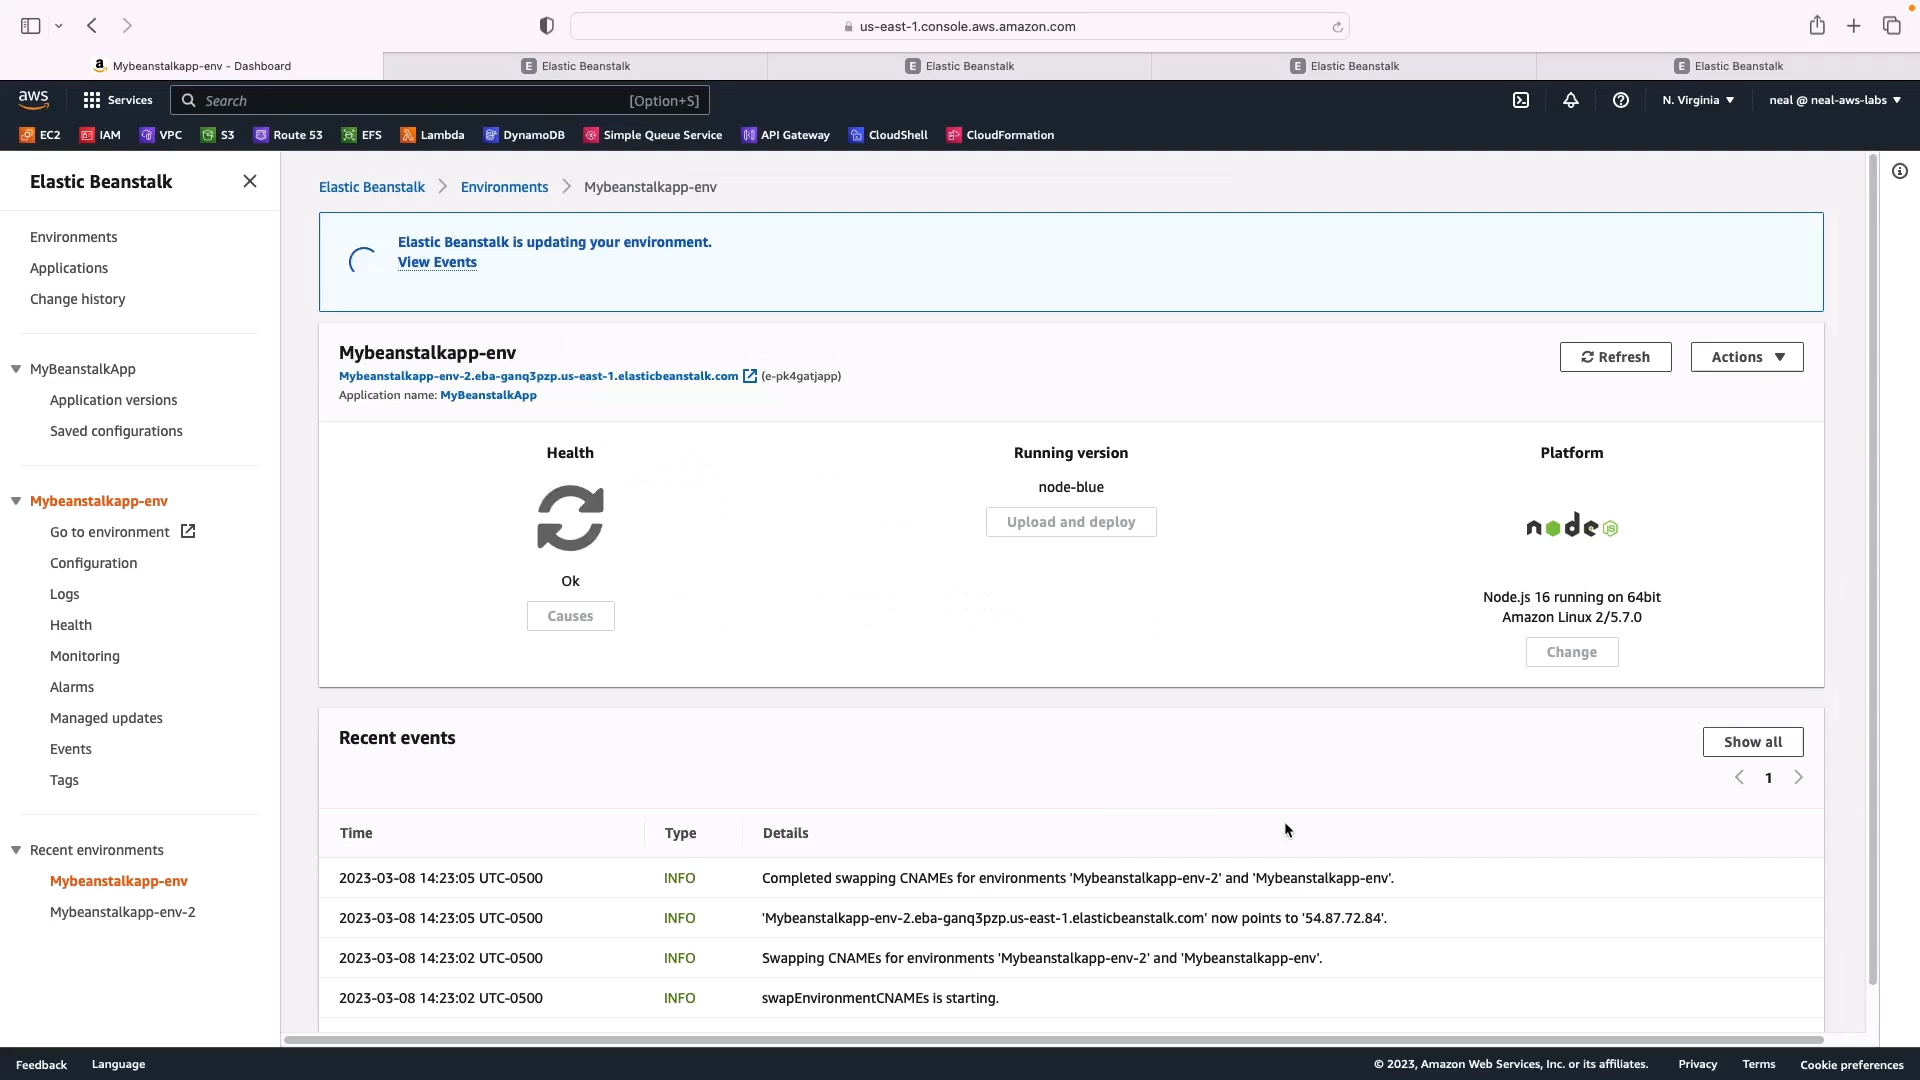 us-east-1.console.aws.amazon.com
Mybeanstalkapp-env - Dashboard
E Elastic Beanstalk
E Elastic Beanstalk
E Elastic Beanstalk
E Elastic Beanstalk
aws
Services
Search
[Option+S]
N. Virginia
neal @ neal-aws-labs
EC2
IAM
VPC
S3
Route 53
EFS
Lambda
DynamoDB
Simple Queue Service
API Gateway
CloudShell
CloudFormation
Elastic Beanstalk
Environments
Applications
Change history
MyBeanstalkApp
Application versions
Saved configurations
Mybeanstalkapp-env
Go to environment
Configuration
Logs
Health
Monitoring
Alarms
Managed updates
Events
Tags
Recent environments
Mybeanstalkapp-env
Mybeanstalkapp-env-2
Elastic Beanstalk > Environments > Mybeanstalkapp-env
Elastic Beanstalk is updating your environment.
View Events
Mybeanstalkapp-env
Mybeanstalkapp-env-2.eba-ganq3pzp.us-east-1.elasticbeanstalk.com (e-pk4gatjapp)
Application name: MyBeanstalkApp
Refresh
Actions
Health
Ok
Causes
Running version
node-blue
Upload and deploy
Platform
node JS
Node.js 16 running on 64bit
Amazon Linux 2/5.7.0
Change
Recent events
Show all
1
Time Type Details
2023-03-08 14:23:05 UTC-0500 INFO Completed swapping CNAMEs for environments 'Mybeanstalkapp-env-2' and 'Mybeanstalkapp-env'.
2023-03-08 14:23:05 UTC-0500 INFO 'Mybeanstalkapp-env-2.eba-ganq3pzp.us-east-1.elasticbeanstalk.com' now points to '54.87.72.84'.
2023-03-08 14:23:02 UTC-0500 INFO Swapping CNAMEs for environments 'Mybeanstalkapp-env-2' and 'Mybeanstalkapp-env'.
2023-03-08 14:23:02 UTC-0500 INFO swapEnvironmentCNAMEs is starting.
Feedback
Language
© 2023, Amazon Web Services, Inc. or its affiliates.
Privacy
Terms
Cookie preferences